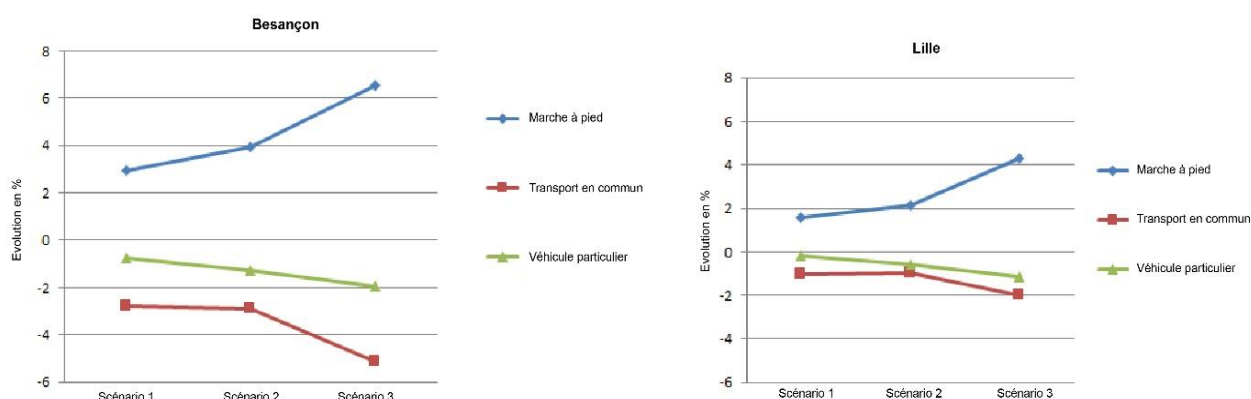 Besançon
8
6
4
2
0
-2
-4
-6
Evolution en %
Scénario 1 Scénario 2 Scénario 3
Marche à pied
Transport en commun
Véhicule particulier
Lille
8
6
4
2
0
-2
-4
-6
Evolution en %
Scénario 1 Scénario 2 Scénario 3
Marche à pied
Transport en commun
Véhicule particulier